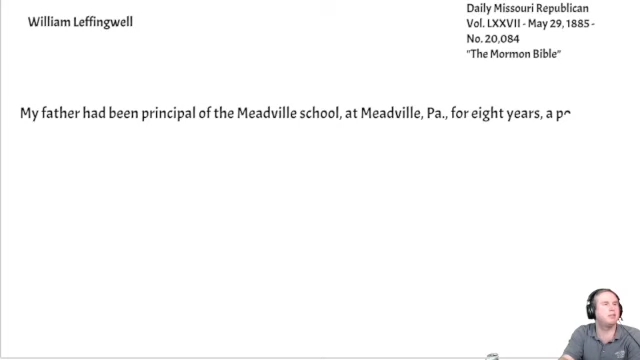 William Leffingwell
Daily Missouri Republican
Vol. LXXVII - May 29, 1885 -
No. 20,084
"The Mormon Bible"
My father had been principal of the Meadville school, at Meadville, Pa., for eight years, a